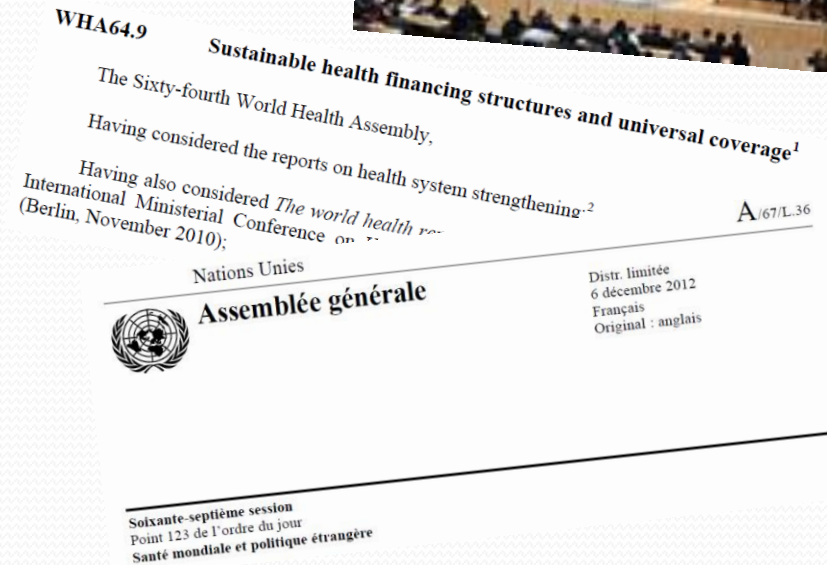 WHA64.9 Sustainable health financing structures and universal coverage1
The Sixty-fourth World Health Assembly,
Having considered the reports on health system strengthening;2
Having also considered The world health
International Ministerial Conference on
(Berlin, November 2010);
A/67/L.36
Nations Unies
Assemblée générale
Distr. limitée
6 décembre 2012
Français
Original : anglais
Soixante-septième session
Point 123 de l'ordre du jour
Santé mondiale et politique étrangère